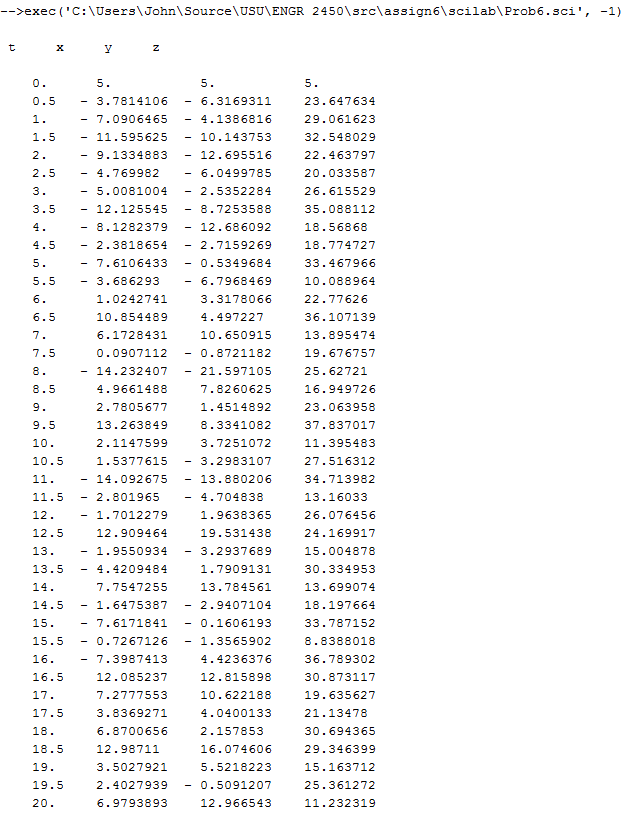 -->exec('C:\Users\John\Source\USU\ENGR 2450\src\assign6\scilab\Prob6.sci', -1)
t x y z
0. 5. 5. 5.
0.5 - 3.7814106 - 6.3169311 23.647634
1. - 7.0906465 - 4.1386816 29.061623
1.5 - 11.595625 - 10.143753 32.548029
2. - 9.1334883 - 12.695516 22.463797
2.5 - 4.769982 - 6.0499785 20.033587
3. - 5.0081004 - 2.5352284 26.615529
3.5 - 12.125545 - 8.7253588 35.088112
4. - 8.1282379 - 12.686092 18.56868
4.5 - 2.3818654 - 2.7159269 18.774727
5. - 7.6106433 - 0.5349684 33.467966
5.5 - 3.686293 - 6.7968469 10.088964
6. 1.0242741 3.3178066 22.77626
6.5 10.854489 4.497227 36.107139
7. 6.1728431 10.650915 13.895474
7.5 0.0907112 - 0.8721182 19.676757
8. - 14.232407 - 21.597105 25.62721
8.5 4.9661488 7.8260625 16.949726
9. 2.7805677 1.4514892 23.063958
9.5 13.263849 8.3341082 37.837017
10. 2.1147599 3.7251072 11.395483
10.5 1.5377615 - 3.2983107 27.516312
11. - 14.092675 - 13.880206 34.713982
11.5 - 2.801965 - 4.704838 13.16033
12. - 1.7012279 1.9638365 26.076456
12.5 12.909464 19.531438 24.169917
13. - 1.9550934 - 3.2937689 15.004878
13.5 - 4.4209484 1.7909131 30.334953
14. 7.7547255 13.784561 13.699074
14.5 - 1.6475387 - 2.9407104 18.197664
15. - 7.6171841 - 0.1606193 33.787152
15.5 - 0.7267126 - 1.3565902 8.8388018
16. - 7.3987413 4.4236376 36.789302
16.5 12.085237 12.815898 30.873117
17. 7.2777553 10.622188 19.635627
17.5 3.8369271 4.0400133 21.13478
18. 6.8700656 2.157853 30.694365
18.5 12.98711 16.074606 29.346399
19. 3.5027921 5.5218223 15.163712
19.5 2.4027939 - 0.5091207 25.361272
20. 6.9793893 12.966543 11.232319